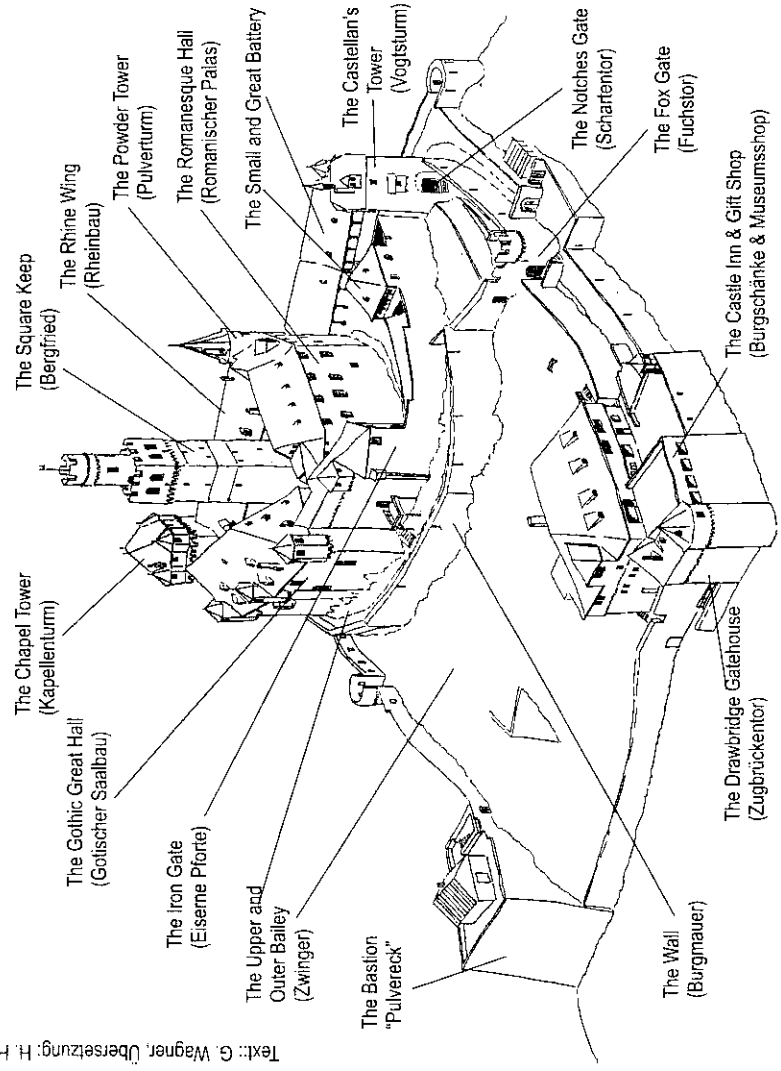 The Chapel Tower
(Kapellenturm)
The Square Keep
(Bergfried)
The Rhine Wing
(Rheinbau)
The Powder Tower
(Pulverturm)
The Romanesque Hall
(Romanischer Palas)
The Small and Great Battery
The Castellan's
Tower
(Vogtsturm)
The Notches Gate
(Schartentor)
The Fox Gate
(Fuchstor)
The Castle Inn & Gift Shop
(Burgschänke & Museumsshop)
The Drawbridge Gatehouse
(Zugbrückentor)
The Wall
(Burgmauer)
The Bastion
"Pulvereck"
The Upper and
Outer Bailey
(Zwinger)
The Iron Gate
(Eiserne Pforte)
The Gothic Great Hall
(Gotischer Saalbau)
Text:: G. Wagner, Übersetzung: H. H